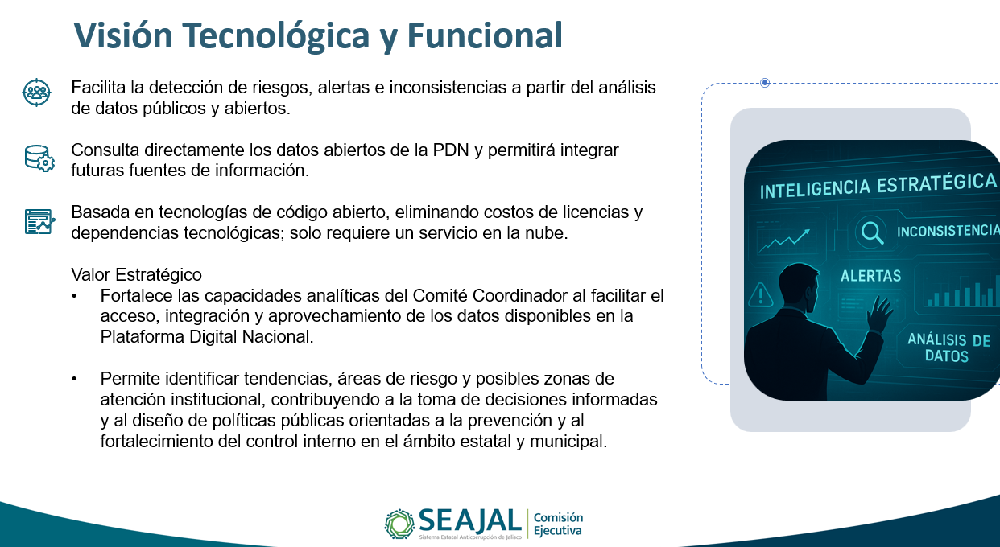 Visión Tecnológica y Funcional
Facilita la detección de riesgos, alertas e inconsistencias a partir del análisis
de datos públicos y abiertos.
Consulta directamente los datos abiertos de la PDN y permitirá integrar
futuras fuentes de información.
Basada en tecnologías de código abierto, eliminando costos de licencias y
dependencias tecnológicas; solo requiere un servicio en la nube.
Valor Estratégico
• Fortalece las capacidades analíticas del Comité Coordinador al facilitar el
acceso, integración y aprovechamiento de los datos disponibles en la
Plataforma Digital Nacional.
• Permite identificar tendencias, áreas de riesgo y posibles zonas de
atención institucional, contribuyendo a la toma de decisiones informadas
y al diseño de políticas públicas orientadas a la prevención y al
fortalecimiento del control interno en el ámbito estatal y municipal.
INTELIGENCIA ESTRATÉGICA
INCONSISTENCIA
ALERTAS
ANÁLISIS DE
DATOS
SEAJAL
Sistema Estatal Anticorrupción de Jalisco
Comisión
Ejecutiva